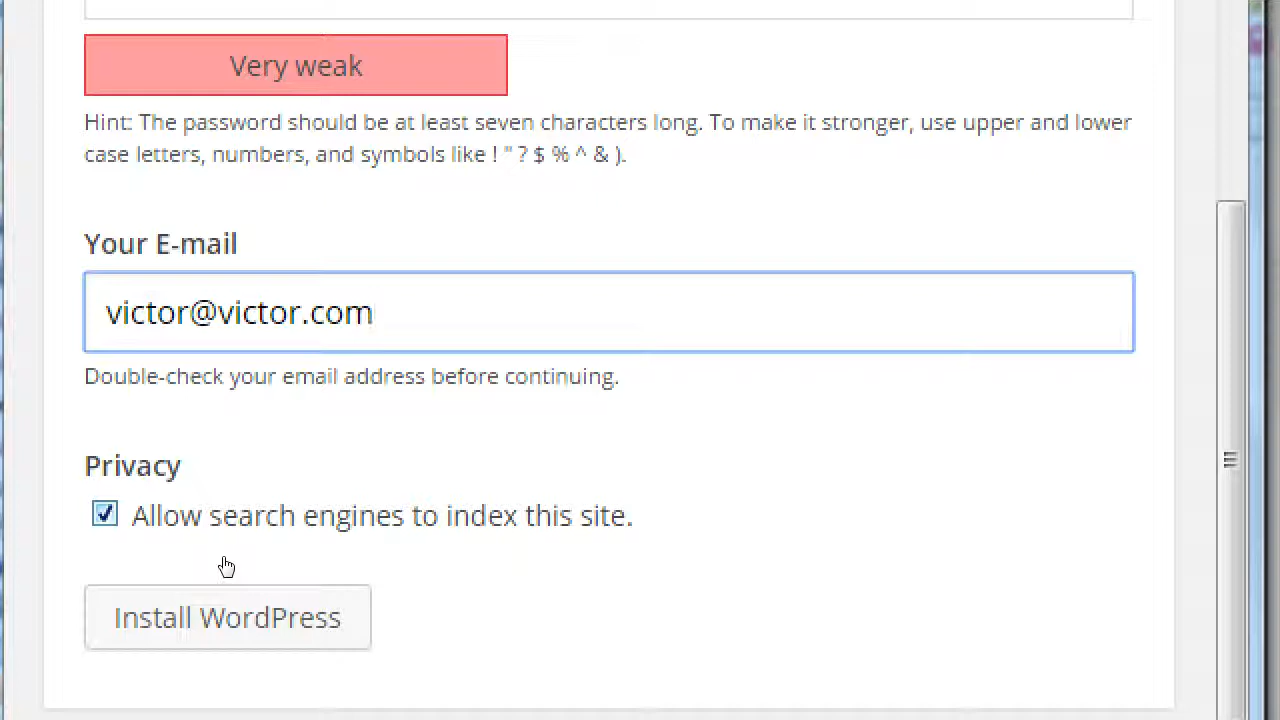 Very weak
Hint: The password should be at least seven characters long. To make it stronger, use upper and lower
case letters, numbers, and symbols like ! " ? $ % ^ & ).
Your E-mail
victor@victor.com
Double-check your email address before continuing.
Privacy
Allow search engines to index this site.
Install WordPress